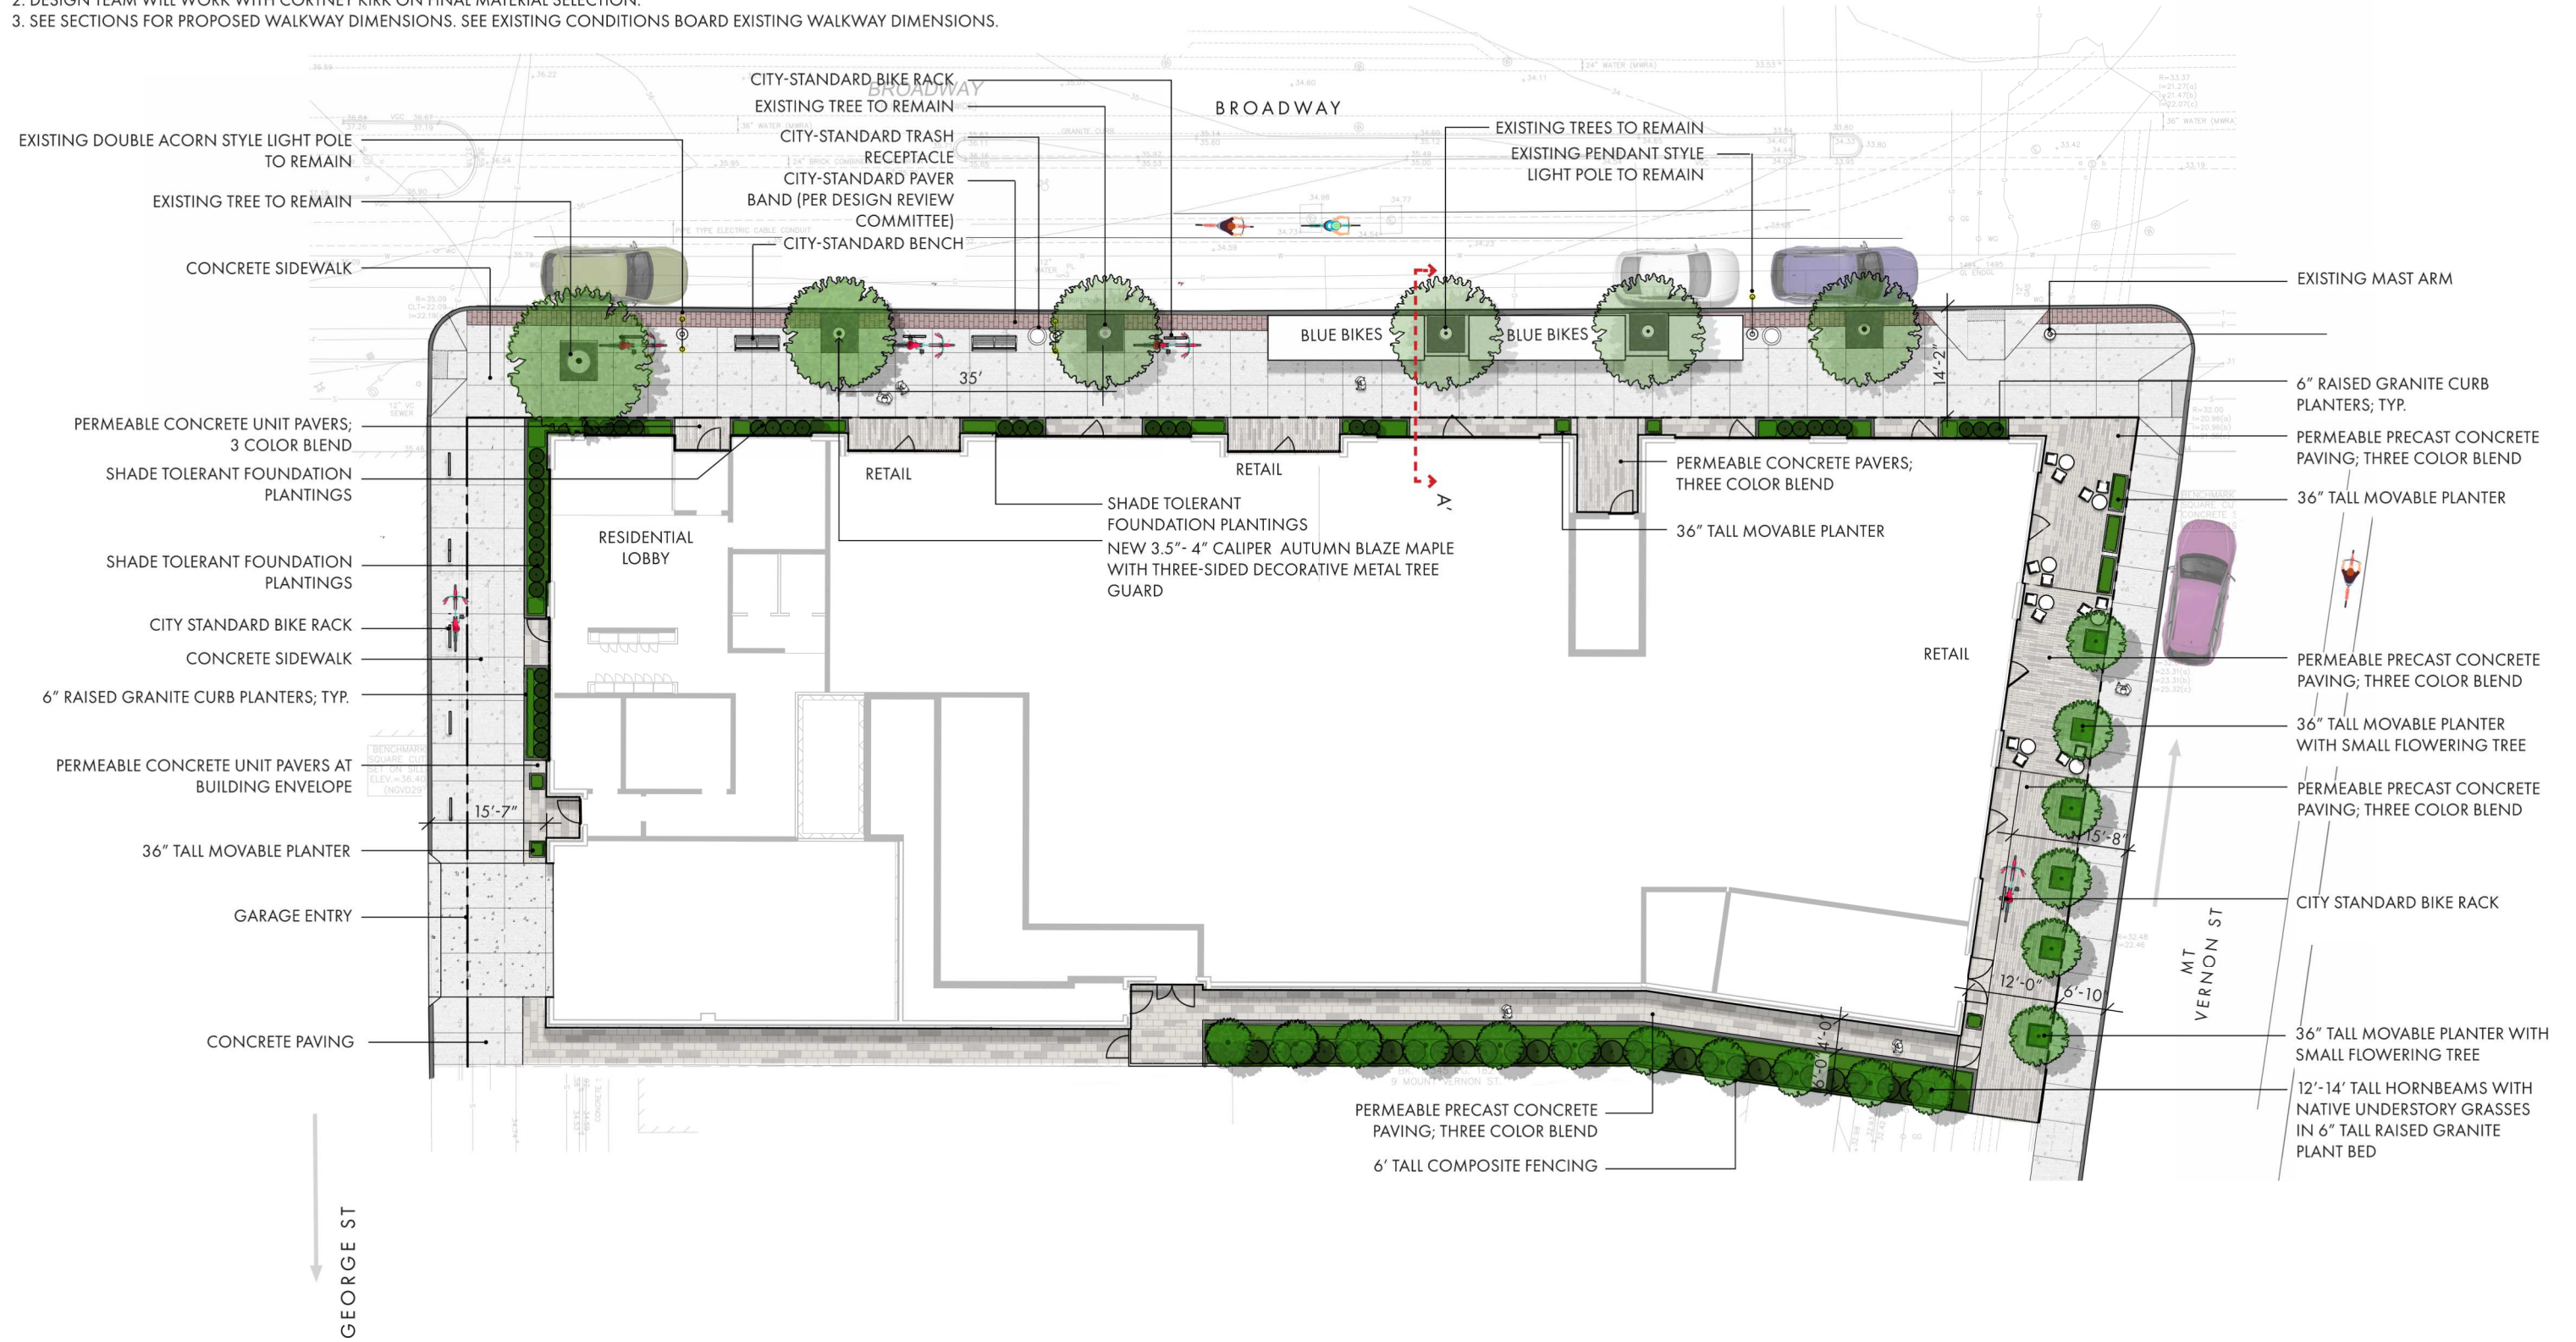 3. SEE SECTIONS FOR PROPOSED WALKWAY DIMENSIONS. SEE EXISTING CONDITIONS BOARD EXISTING WALKWAY DIMENSIONS.
CITY-STANDARD BIKE RACK
BROADWAY
EXISTING TREE TO REMAIN
BROADWAY
CITY-STANDARD TRASH
RECEPTACLE
CITY-STANDARD PAVER
BAND (PER DESIGN REVIEW
COMMITTEE)
CITY-STANDARD BENCH
EXISTING TREES TO REMAIN
EXISTING PENDANT STYLE
LIGHT POLE TO REMAIN
EXISTING DOUBLE ACORN STYLE LIGHT POLE
TO REMAIN
EXISTING TREE TO REMAIN
CONCRETE SIDEWALK
PERMEABLE CONCRETE UNIT PAVERS;
3 COLOR BLEND
SHADE TOLERANT FOUNDATION
PLANTINGS
SHADE TOLERANT FOUNDATION
PLANTINGS
CITY STANDARD BIKE RACK
CONCRETE SIDEWALK
6" RAISED GRANITE CURB PLANTERS; TYP.
PERMEABLE CONCRETE UNIT PAVERS AT
BUILDING ENVELOPE
15'-7"
36" TALL MOVABLE PLANTER
GARAGE ENTRY
CONCRETE PAVING
GEORGE ST
BLUE BIKES
BLUE BIKES
35'
14'-2"
RETAIL
RETAIL
A'
RESIDENTIAL
LOBBY
SHADE TOLERANT
FOUNDATION PLANTINGS
NEW 3.5"- 4" CALIPER AUTUMN BLAZE MAPLE
WITH THREE-SIDED DECORATIVE METAL TREE
GUARD
PERMEABLE CONCRETE PAVERS;
THREE COLOR BLEND
36" TALL MOVABLE PLANTER
RETAIL
EXISTING MAST ARM
6" RAISED GRANITE CURB
PLANTERS; TYP.
PERMEABLE PRECAST CONCRETE
PAVING; THREE COLOR BLEND
36" TALL MOVABLE PLANTER
PERMEABLE PRECAST CONCRETE
PAVING; THREE COLOR BLEND
36" TALL MOVABLE PLANTER
WITH SMALL FLOWERING TREE
PERMEABLE PRECAST CONCRETE
PAVING; THREE COLOR BLEND
15'-8"
CITY STANDARD BIKE RACK
MT
VERNON ST
12'-0"
6'-10"
4'-0"
6'-0"
36" TALL MOVABLE PLANTER WITH
SMALL FLOWERING TREE
12'-14' TALL HORNBEAMS WITH
NATIVE UNDERSTORY GRASSES
IN 6" TALL RAISED GRANITE
PLANT BED
9 MOUNT VERNON ST.
PERMEABLE PRECAST CONCRETE
PAVING; THREE COLOR BLEND
6' TALL COMPOSITE FENCING